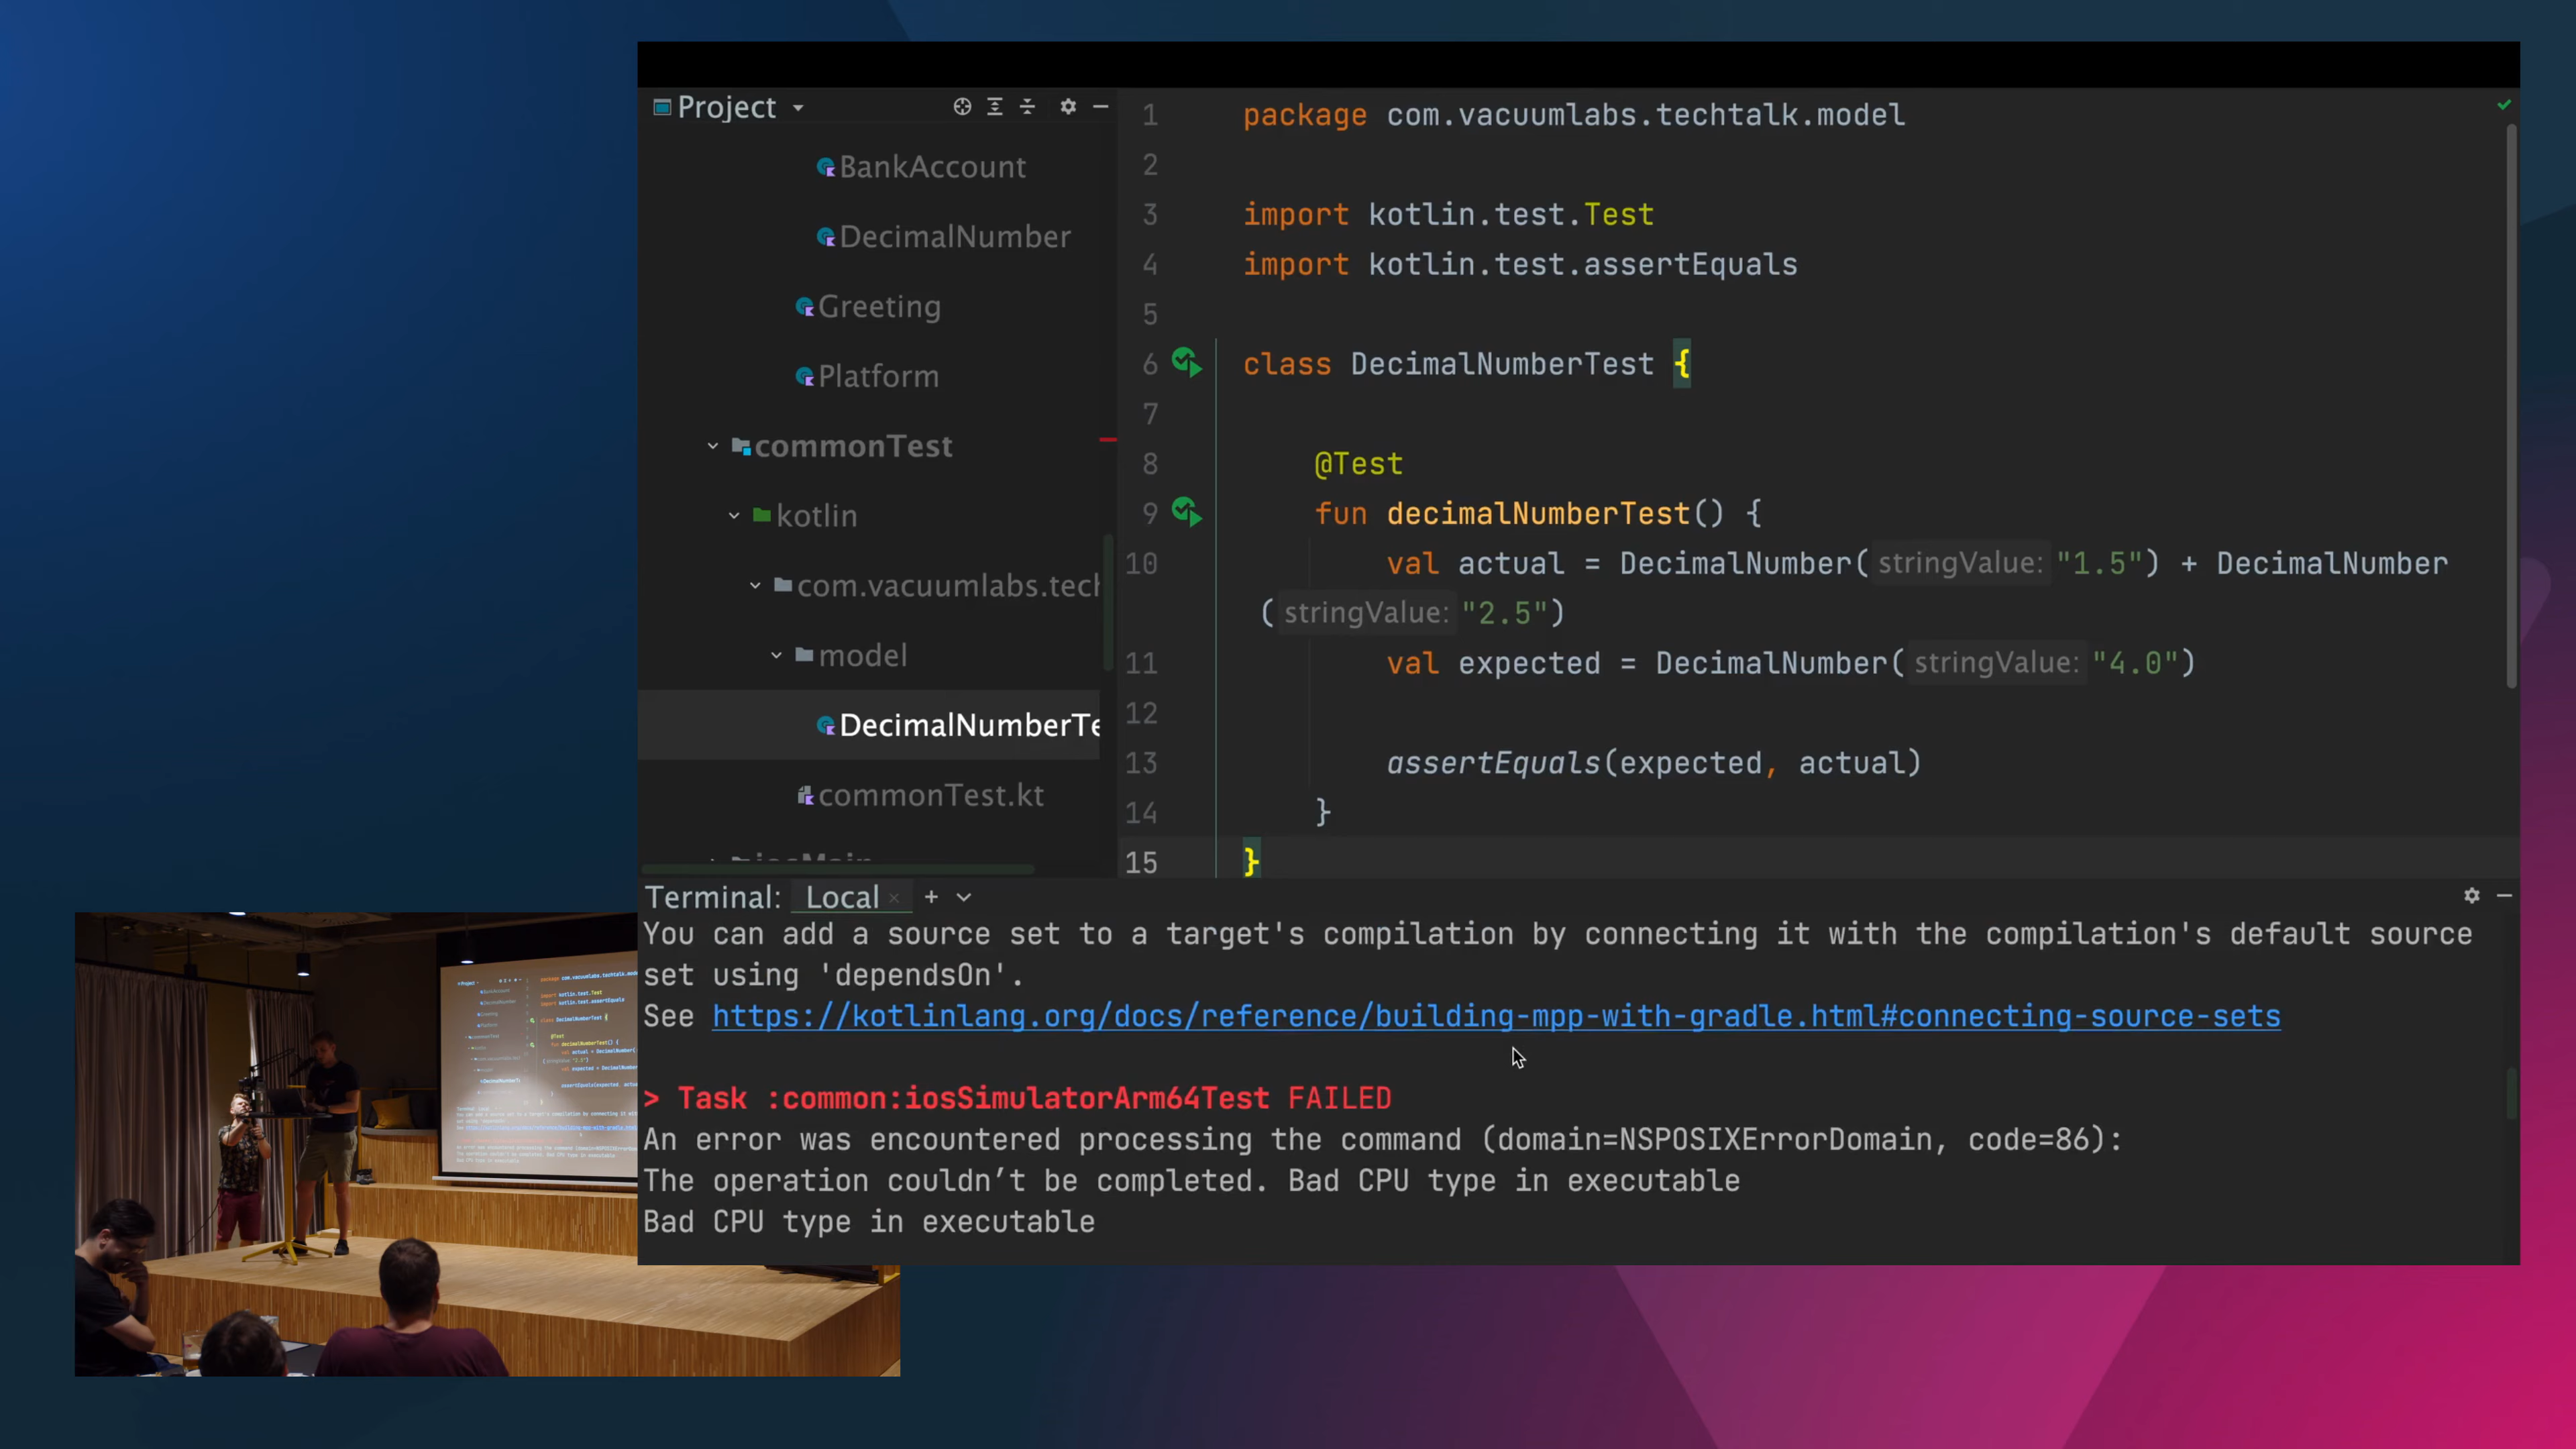 Project
BankAccount
DecimalNumber
Greeting
Platform
commonTest
kotlin
com.vacuumlabs.tech
model
DecimalNumberTe
commonTest.kt
iosMain
1 package com.vacuumlabs.techtalk.model
2
3 import kotlin.test.Test
4 import kotlin.test.assertEquals
5
6 class DecimalNumberTest {
7
8 @Test
9 fun decimalNumberTest() {
10 val actual = DecimalNumber( stringValue: "1.5") + DecimalNumber
( stringValue: "2.5")
11 val expected = DecimalNumber( stringValue: "4.0")
12
13 assertEquals(expected, actual)
14 }
15 }
Terminal: Local × +
You can add a source set to a target's compilation by connecting it with the compilation's default source
set using 'dependsOn'.
See https://kotlinlang.org/docs/reference/building-mpp-with-gradle.html#connecting-source-sets
> Task :common:iosSimulatorArm64Test FAILED
An error was encountered processing the command (domain=NSPOSIXErrorDomain, code=86):
The operation couldn’t be completed. Bad CPU type in executable
Bad CPU type in executable